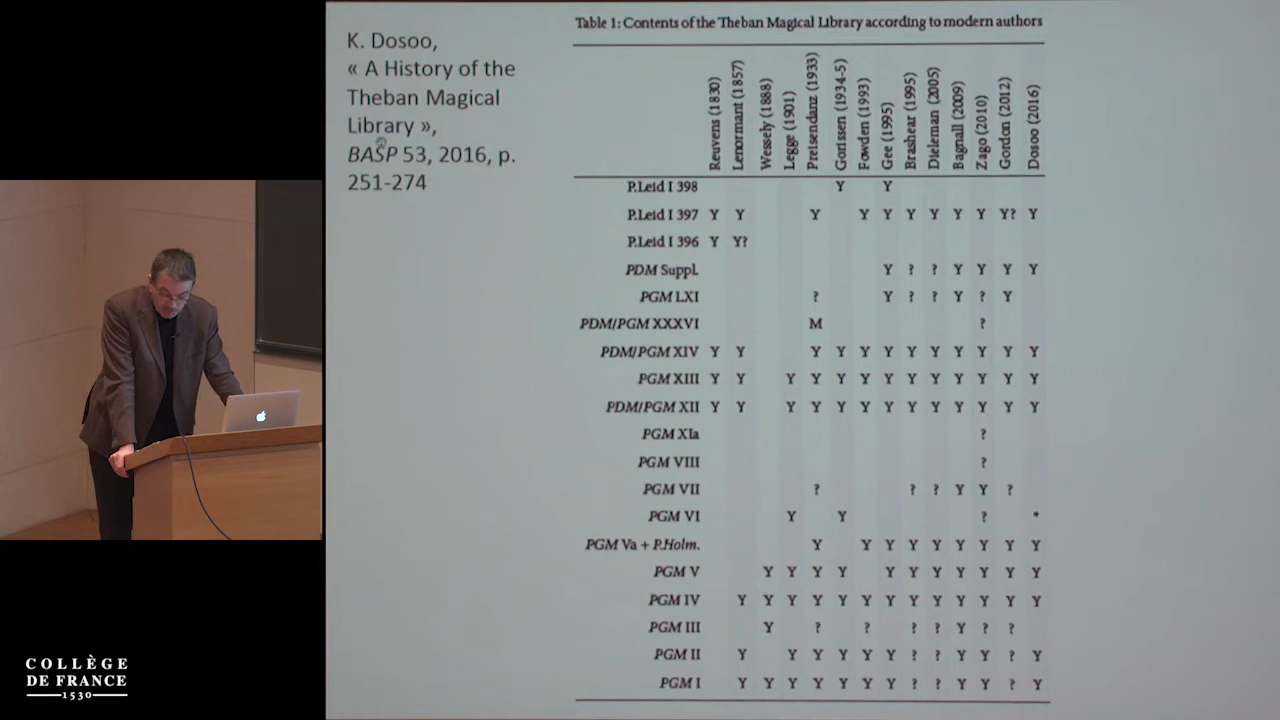 K. Dosoo,
« A History of the
Theban Magical
Library »,
BASP 53, 2016, p.
251-274
Table 1: Contents of the Theban Magical Library according to modern authors
Reuvens (1830) Lenormant (1857) Wessely (1888) Legge (1901) Preisendanz (1933) Gorissen (1934-5) Fowden (1993) Gee (1995) Brashear (1995) Dieleman (2005) Bagnall (2009) Zago (2010) Gordon (2012) Dosoo (2016)
P.Leid I 398 Y Y
P.Leid I 397 Y Y Y Y Y Y Y Y Y Y? Y
P.Leid I 396 Y Y?
PDM Suppl. Y ? ? Y Y Y Y
PGM LXI ? Y ? ? Y ? Y
PDM/PGM XXXVI M ?
PDM/PGM XIV Y Y Y Y Y Y Y Y Y Y Y Y
PGM XIII Y Y Y Y Y Y Y Y Y Y Y Y Y
PDM/PGM XII Y Y Y Y Y Y Y Y Y Y Y Y Y
PGM XIa ?
PGM VIII ?
PGM VII ? ? ? Y Y ?
PGM VI Y Y ? *
PGM Va + P.Holm. Y Y Y Y Y Y Y Y Y
PGM V Y Y Y Y Y Y Y Y Y Y Y
PGM IV Y Y Y Y Y Y Y Y Y Y Y Y Y
PGM III Y ? ? ? ? Y ? ?
PGM II Y Y Y Y Y Y ? ? Y Y ? Y
PGM I Y Y Y Y Y Y Y ? ? Y Y ? Y
COLLÈGE
DE FRANCE
1530